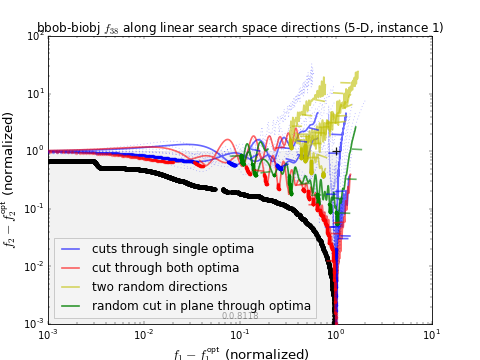 bbob-biobj f38 along linear search space directions (5-D, instance 1)
10^2
10^1
10^0
10^-1
10^-2
10^-3
f2 − f2^opt (normalized)
cuts through single optima
cut through both optima
two random directions
random cut in plane through optima
0.8118
10^-3
10^-2
10^-1
10^0
10^1
f1 − f1^opt (normalized)